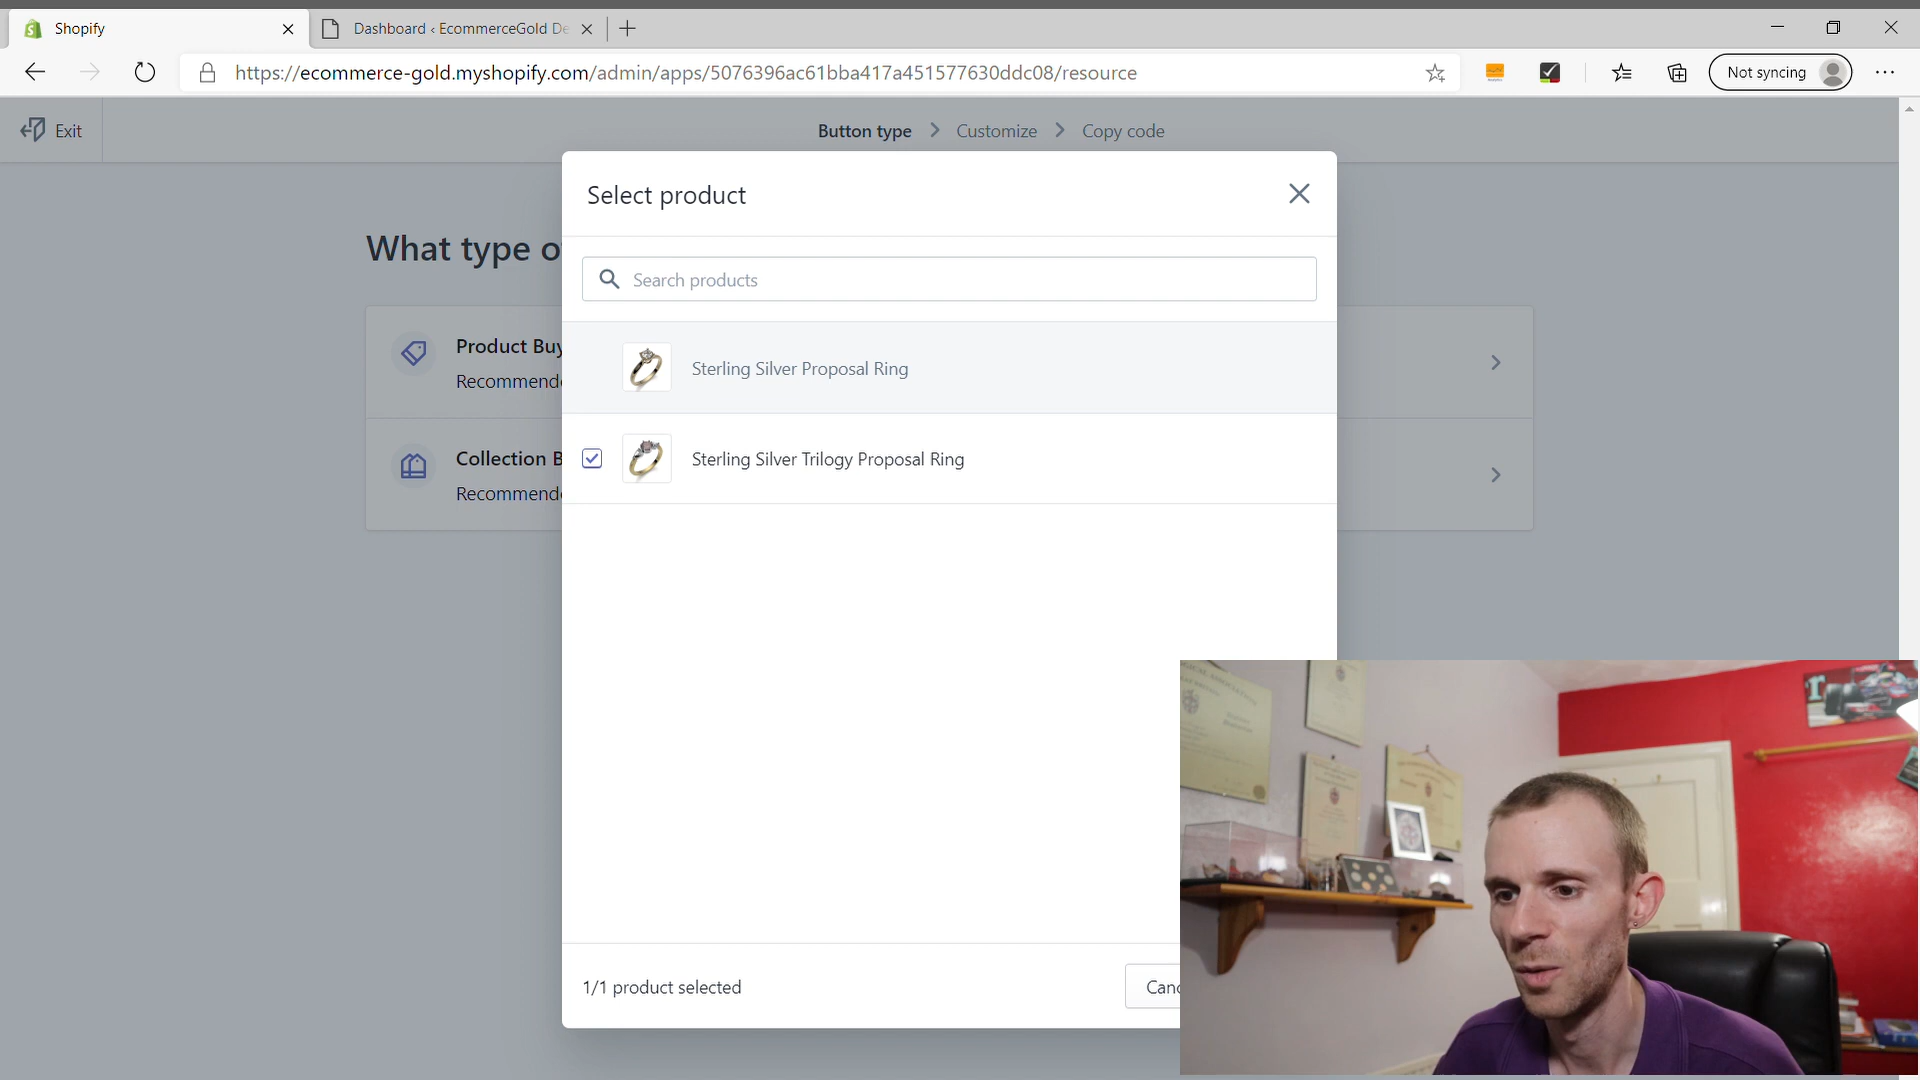 Shopify
Dashboard ‹ EcommerceGold De
https://ecommerce-gold.myshopify.com/admin/apps/5076396ac61bba417a451577630ddc08/resource
Not syncing
Exit
Button type
Customize
Copy code
Select product
What type o
Search products
Product Buy
Recommende
Sterling Silver Proposal Ring
Collection B
Recommende
Sterling Silver Trilogy Proposal Ring
1/1 product selected
Canc